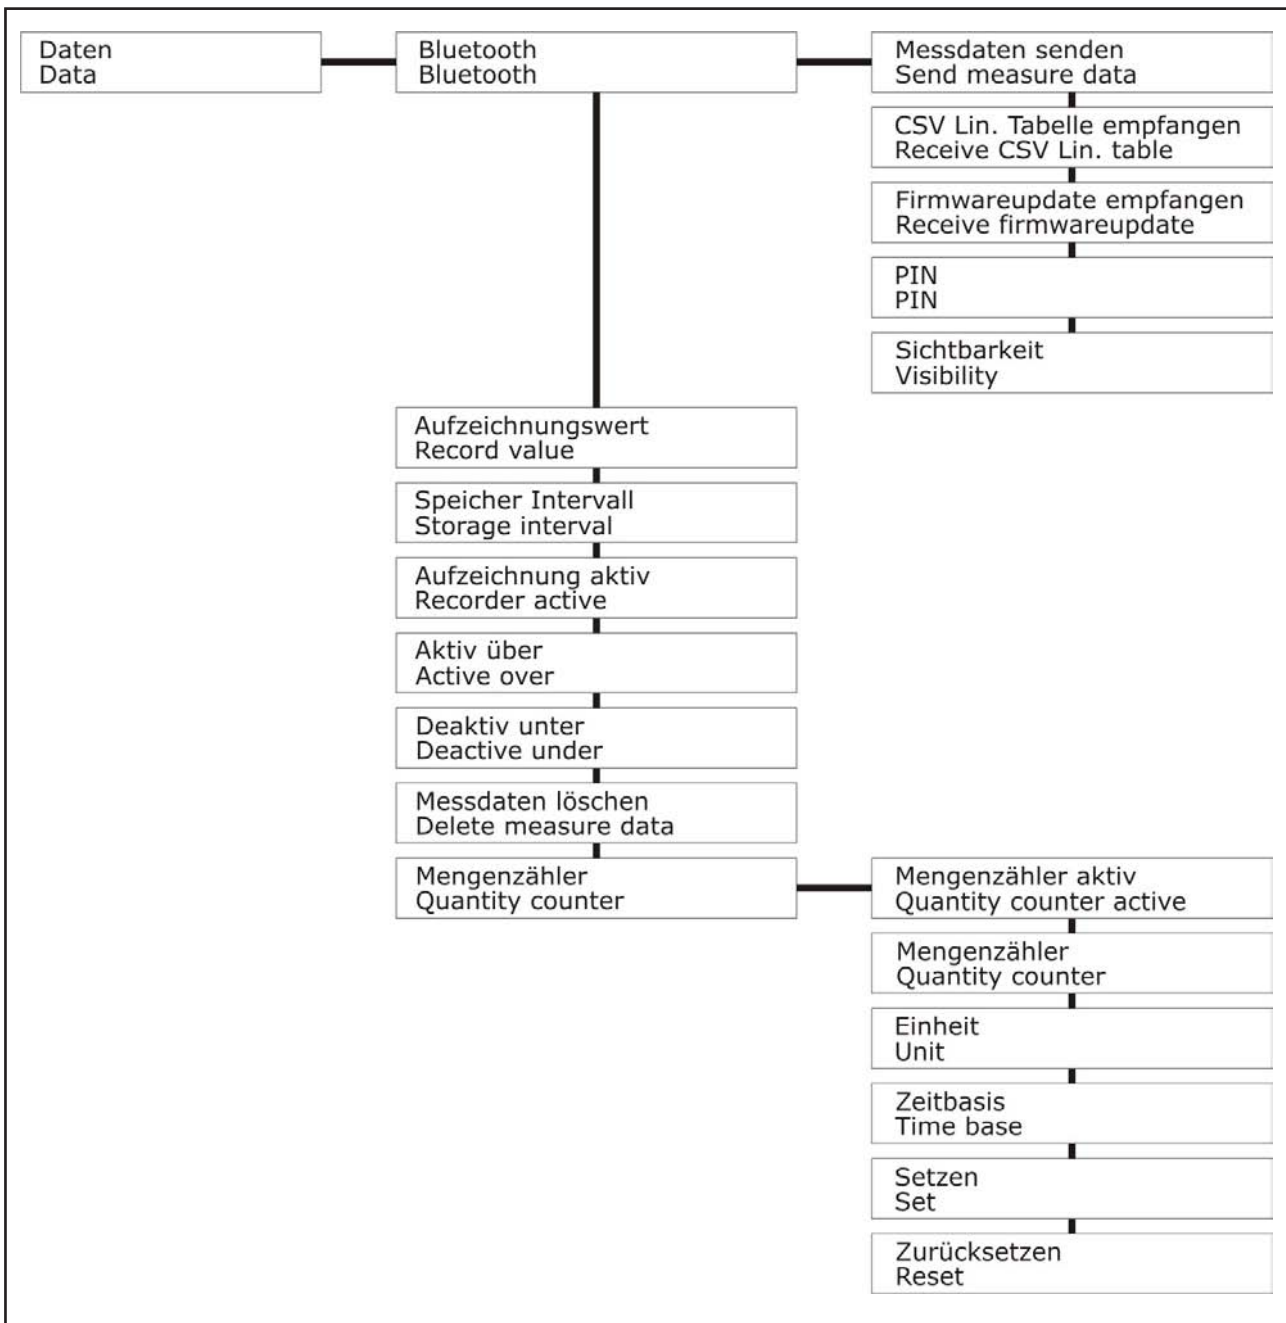 Daten
Data
Bluetooth
Bluetooth
Messdaten senden
Send measure data
CSV Lin. Tabelle empfangen
Receive CSV Lin. table
Firmwareupdate empfangen
Receive firmwareupdate
PIN
PIN
Sichtbarkeit
Visibility
Aufzeichnungswert
Record value
Speicher Intervall
Storage interval
Aufzeichnung aktiv
Recorder active
Aktiv über
Active over
Deaktiv unter
Deactive under
Messdaten löschen
Delete measure data
Mengenzähler
Quantity counter
Mengenzähler aktiv
Quantity counter active
Mengenzähler
Quantity counter
Einheit
Unit
Zeitbasis
Time base
Setzen
Set
Zurücksetzen
Reset